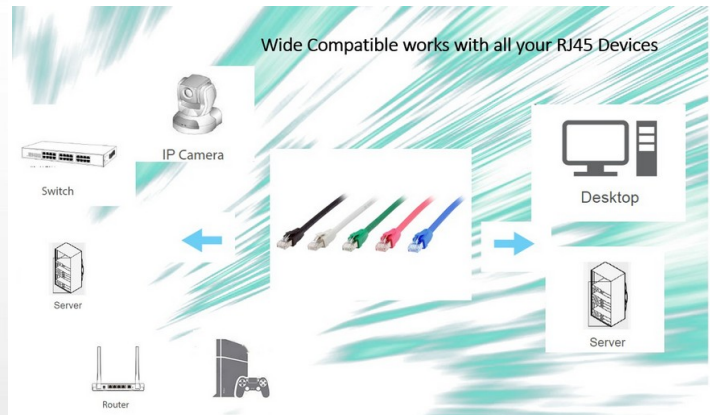 Wide Compatible works with all your RJ45 Devices
IP Camera
Switch
Desktop
Server
Server
Router